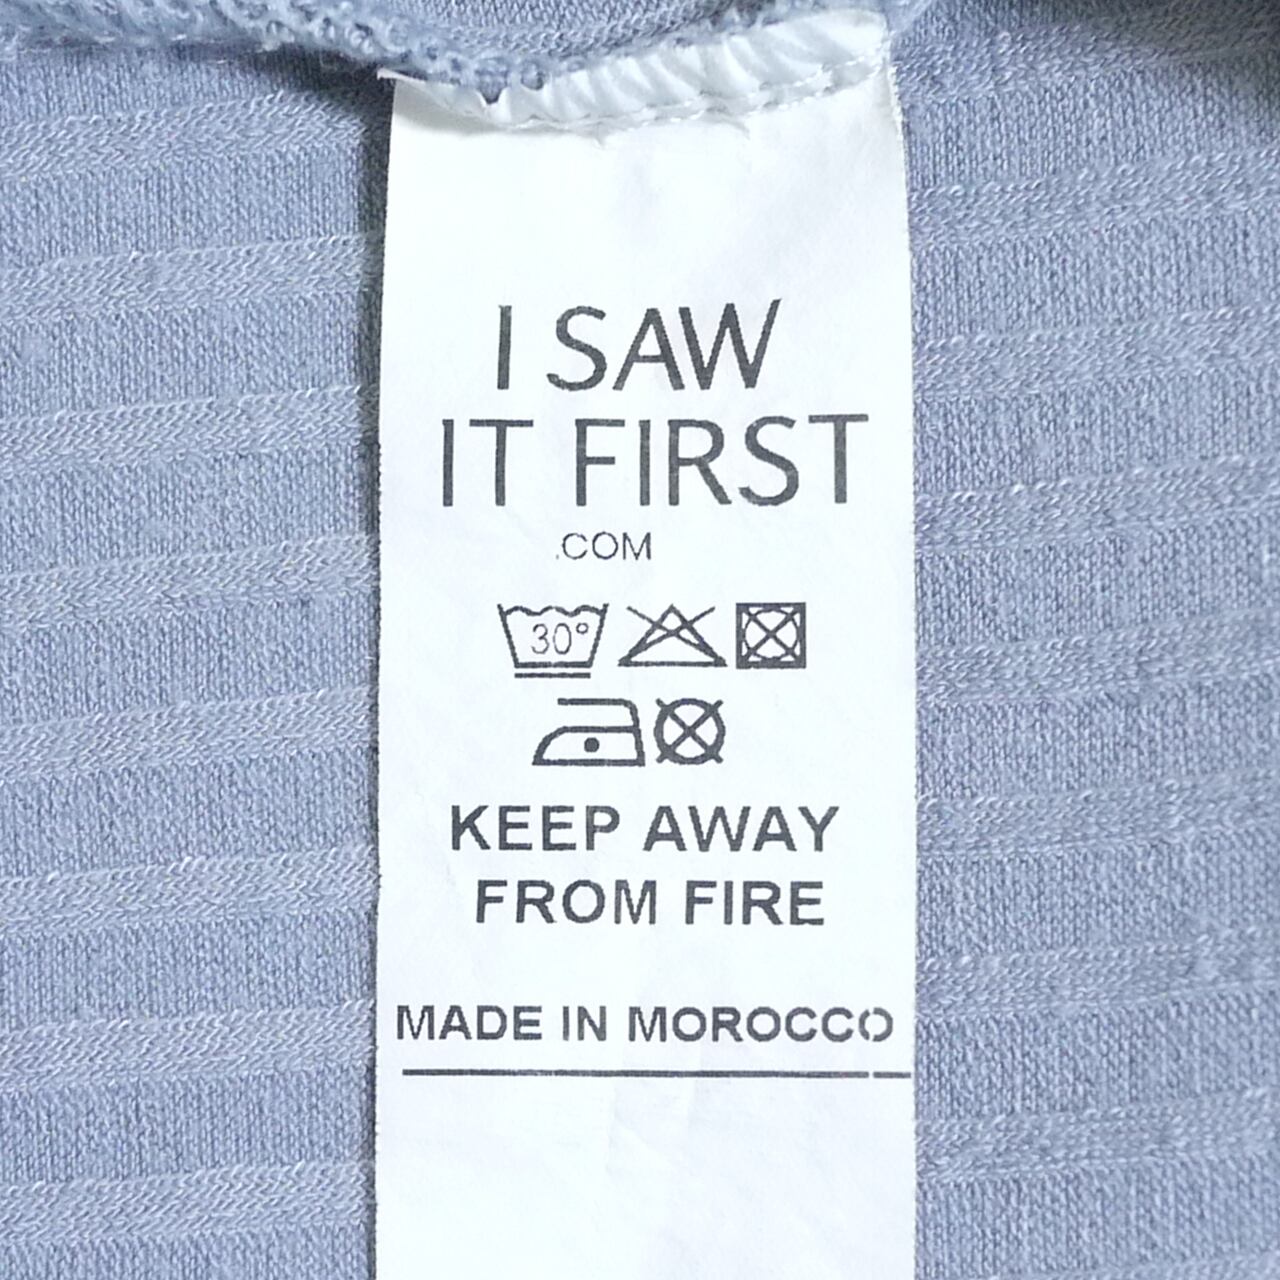 I SAW
IT FIRST
.COM
30°
KEEP AWAY
FROM FIRE
MADE IN MOROCCO